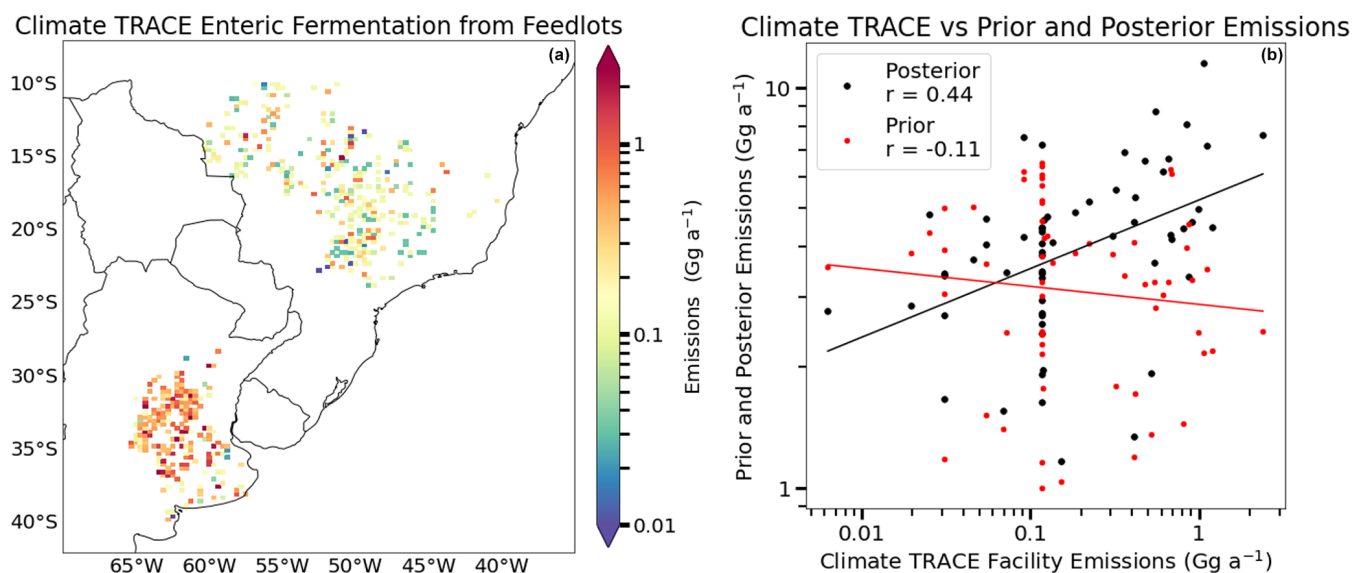 Climate TRACE Enteric Fermentation from Feedlots
(a)
10°S
15°S
20°S
25°S
30°S
35°S
40°S
65°W 60°W 55°W 50°W 45°W 40°W
1
0.1
0.01
Emissions (Gg a⁻¹)
Climate TRACE vs Prior and Posterior Emissions
(b)
Posterior
r = 0.44
Prior
r = -0.11
10
1
Prior and Posterior Emissions (Gg a⁻¹)
0.01 0.1 1
Climate TRACE Facility Emissions (Gg a⁻¹)